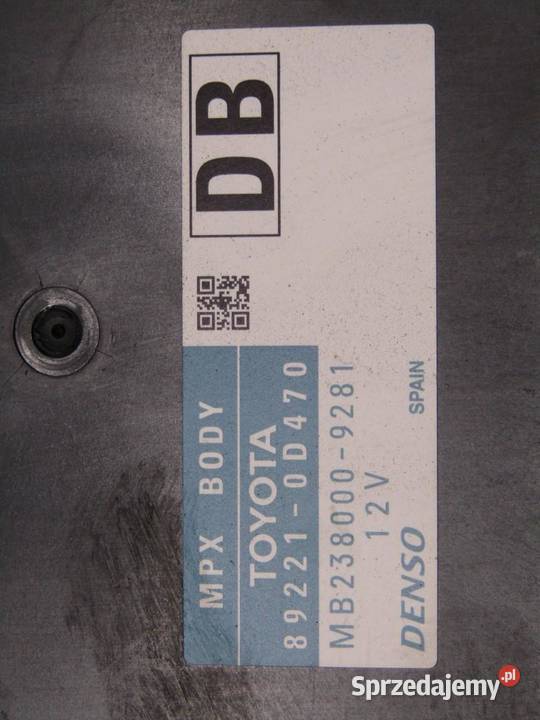 MPX BODY
DB
TOYOTA
89221-0D470
MB238000-9281
12V
DENSO
SPAIN
Sprzedajemy.pl